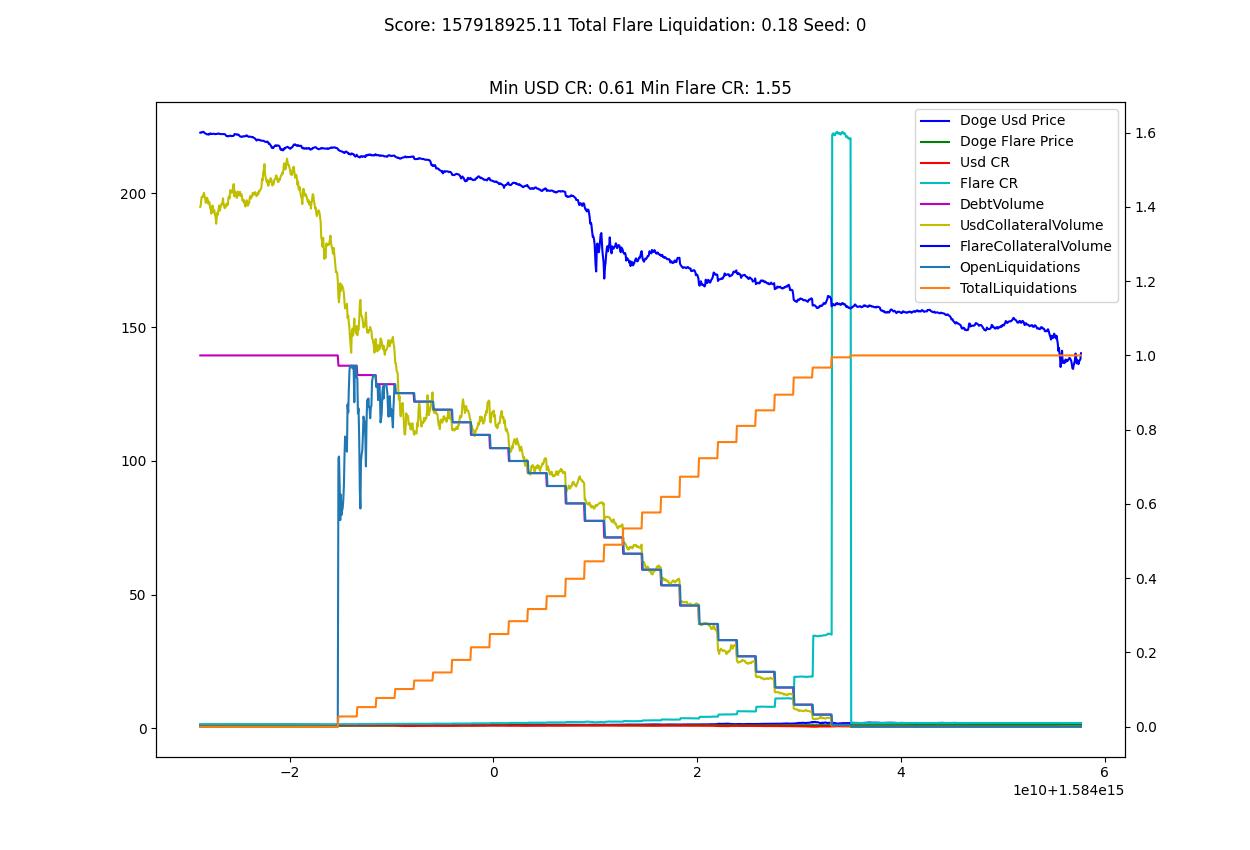 Score: 157918925.11 Total Flare Liquidation: 0.18 Seed: 0
Min USD CR: 0.61 Min Flare CR: 1.55
Doge Usd Price
Doge Flare Price
Usd CR
Flare CR
DebtVolume
UsdCollateralVolume
FlareCollateralVolume
OpenLiquidations
TotalLiquidations
200
150
100
50
0
1.6
1.4
1.2
1.0
0.8
0.6
0.4
0.2
0.0
−2
0
2
4
6
1e10+1.584e15